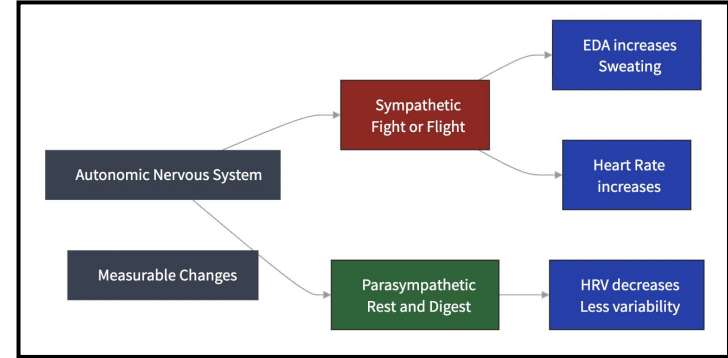 EDA increases
Sweating
Sympathetic
Fight or Flight
Autonomic Nervous System
Heart Rate
increases
Measurable Changes
Parasympathetic
Rest and Digest
HRV decreases
Less variability